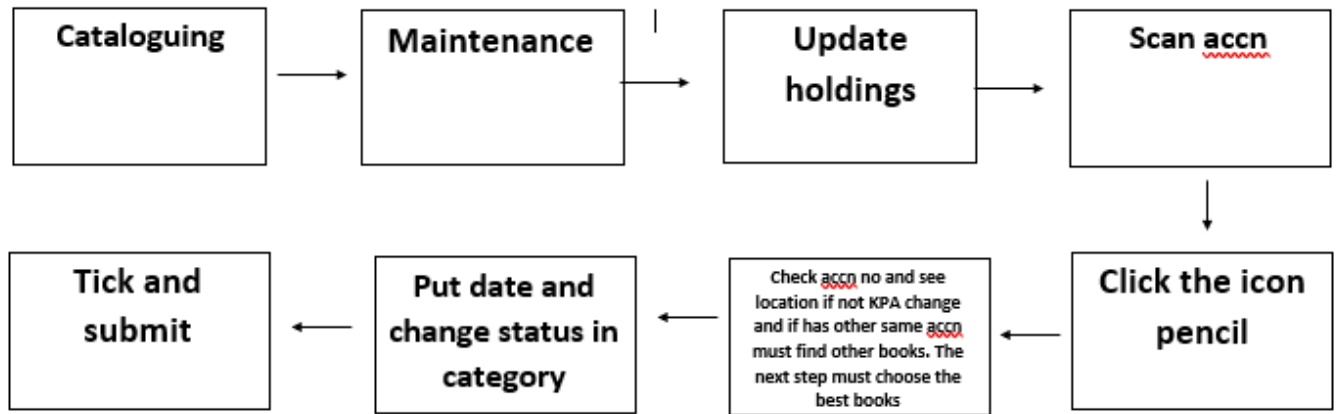 Cataloguing
Maintenance
Update
holdings
Scan accn
Click the icon
pencil
Check accn no and see
location if not KPA change
and if has other same accn
must find other books. The
next step must choose the
best books
Put date and
change status in
category
Tick and
submit